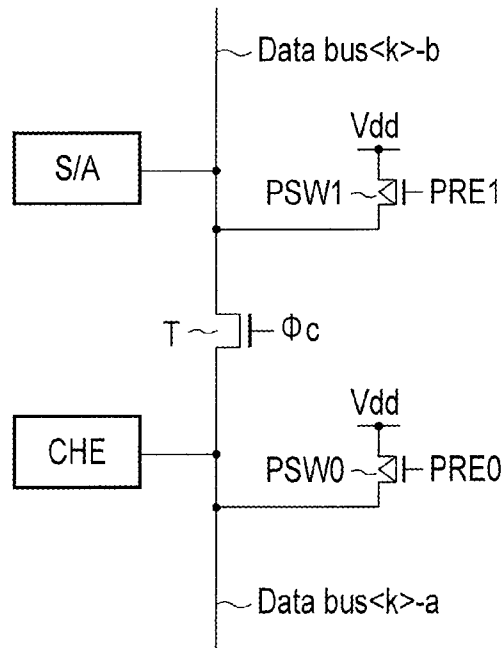 Data bus<k>-b
Vdd
S/A
PSW1
PRE1
T
Φc
Vdd
CHE
PSW0
PRE0
Data bus<k>-a